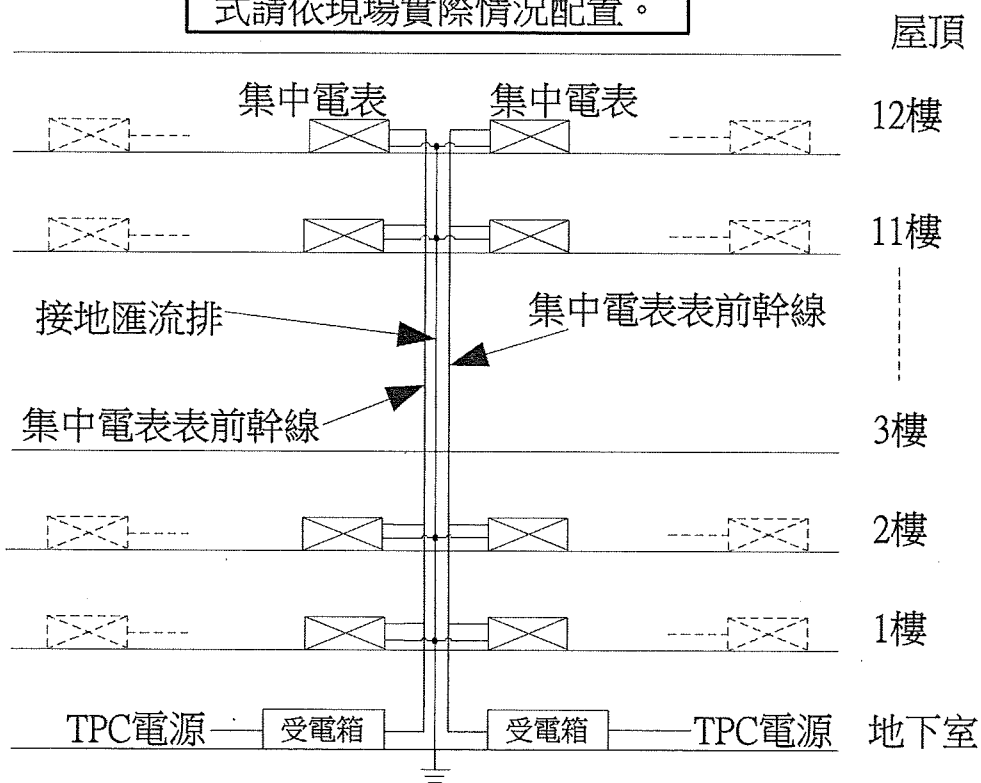 式請依現場實際情況配置。
屋頂
集中電表
集中電表
12樓
11樓
接地匯流排
集中電表表前幹線
集中電表表前幹線
3樓
2樓
1樓
TPC電源
受電箱
受電箱
TPC電源
地下室